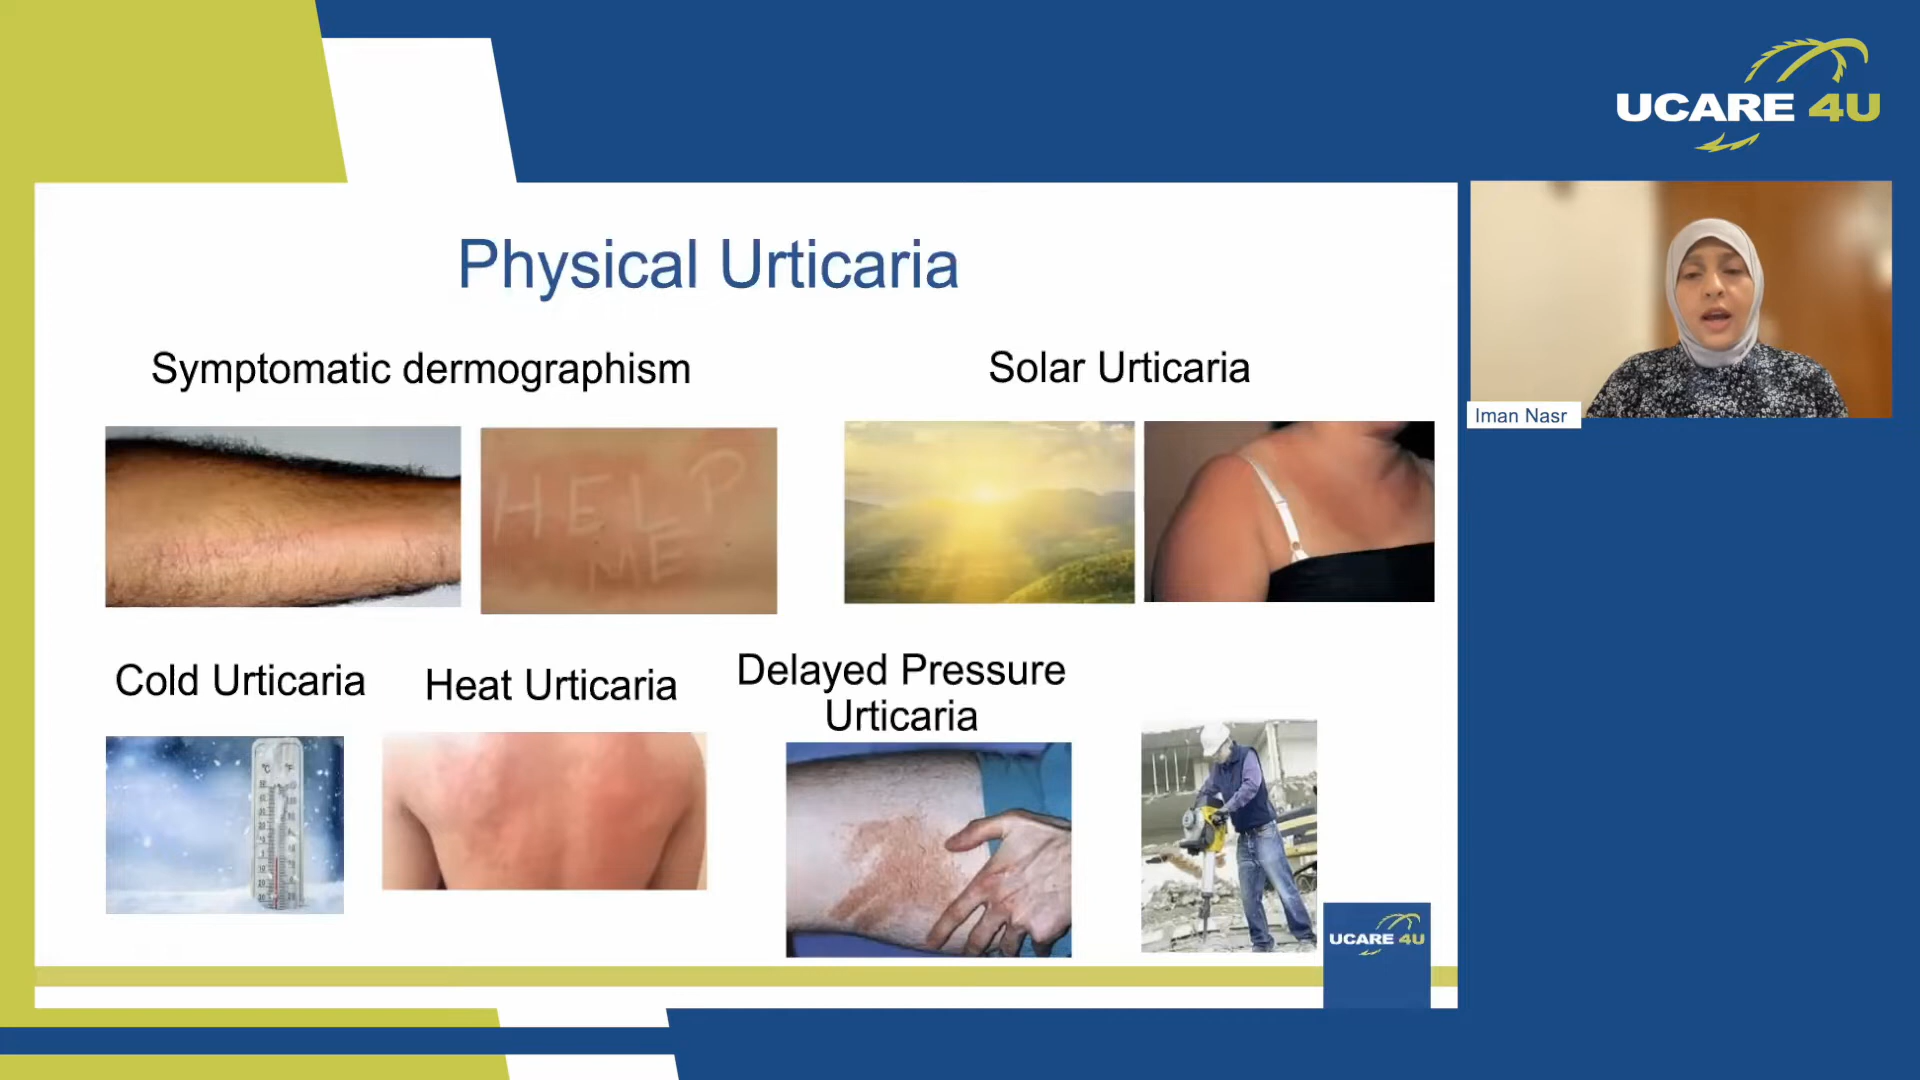 UCARE 4U
Physical Urticaria
Symptomatic dermographism
Solar Urticaria
HELP
ME
Iman Nasr
Cold Urticaria
Heat Urticaria
Delayed Pressure
Urticaria
°C °F
UCARE 4U